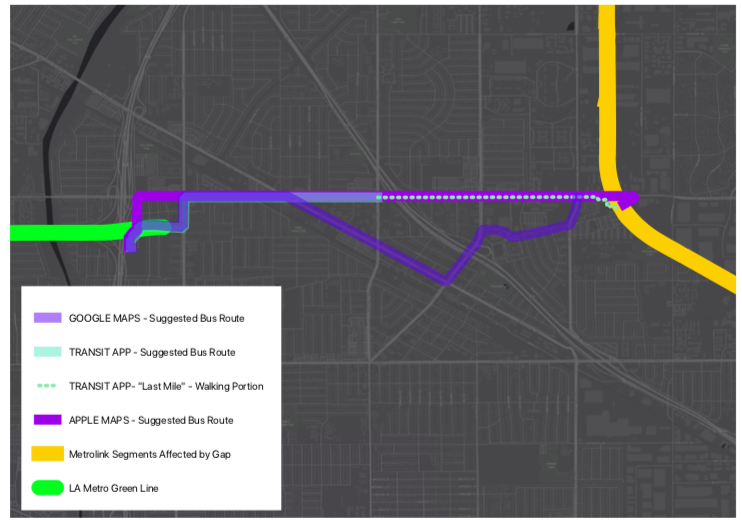 GOOGLE MAPS - Suggested Bus Route
TRANSIT APP - Suggested Bus Route
TRANSIT APP- "Last Mile" - Walking Portion
APPLE MAPS - Suggested Bus Route
Metrolink Segments Affected by Gap
LA Metro Green Line